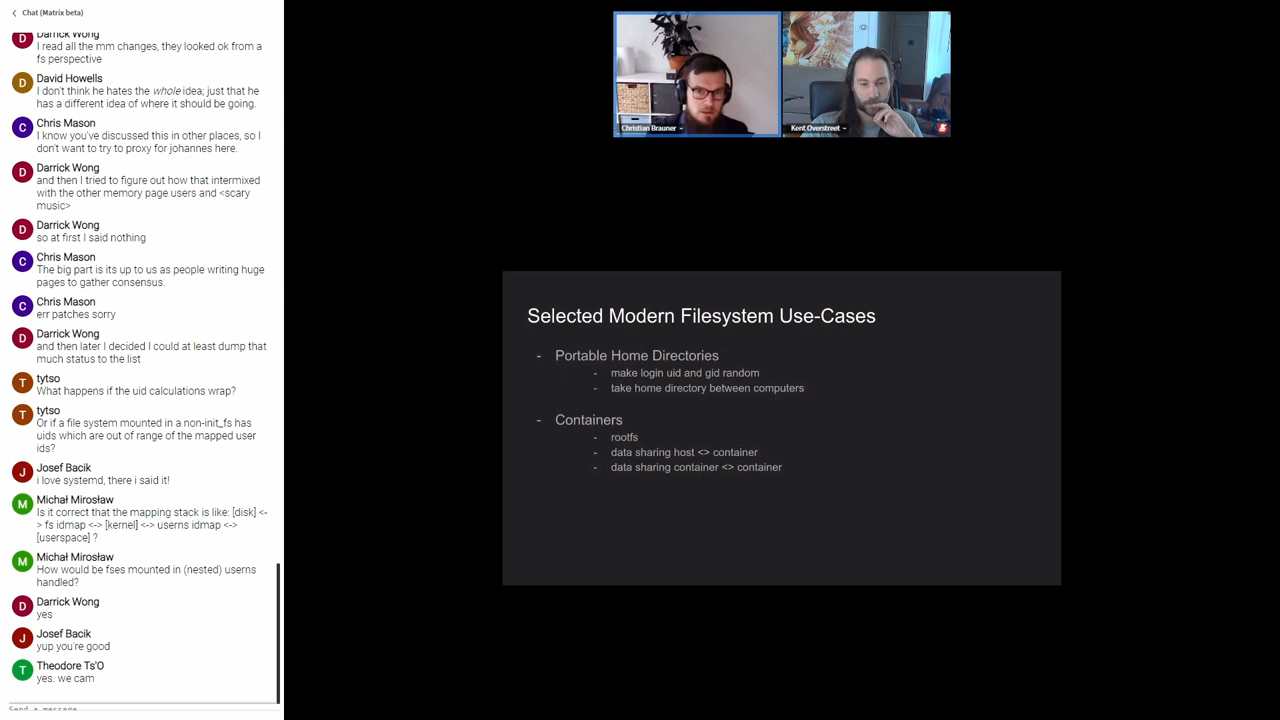 Chat (Matrix beta)
Darrick Wong
I read all the mm changes, they looked ok from a
fs perspective
David Howells
I don't think he hates the whole idea; just that he
has a different idea of where it should be going.
Chris Mason
I know you've discussed this in other places, so I
don't want to try to proxy for johannes here.
Darrick Wong
and then I tried to figure out how that intermixed
with the other memory page users and <scary
music>
Darrick Wong
so at first I said nothing
Chris Mason
The big part is its up to us as people writing huge
pages to gather consensus.
Chris Mason
err patches sorry
Darrick Wong
and then later I decided I could at least dump that
much status to the list
tytso
What happens if the uid calculations wrap?
tytso
Or if a file system mounted in a non-init_fs has
uids which are out of range of the mapped user
ids?
Josef Bacik
i love systemd, there i said it!
Michał Mirosław
Is it correct that the mapping stack is like: [disk] <-
> fs idmap <-> [kernel] <-> userns idmap <->
[userspace] ?
Michał Mirosław
How would be fses mounted in (nested) userns
handled?
Darrick Wong
yes
Josef Bacik
yup you're good
Theodore Ts'O
yes. we cam
Send a message
Christian Brauner
Kent Overstreet
Selected Modern Filesystem Use-Cases
- Portable Home Directories
- make login uid and gid random
- take home directory between computers
- Containers
- rootfs
- data sharing host <> container
- data sharing container <> container
D
D
C
D
D
C
C
D
T
T
J
M
M
D
J
T